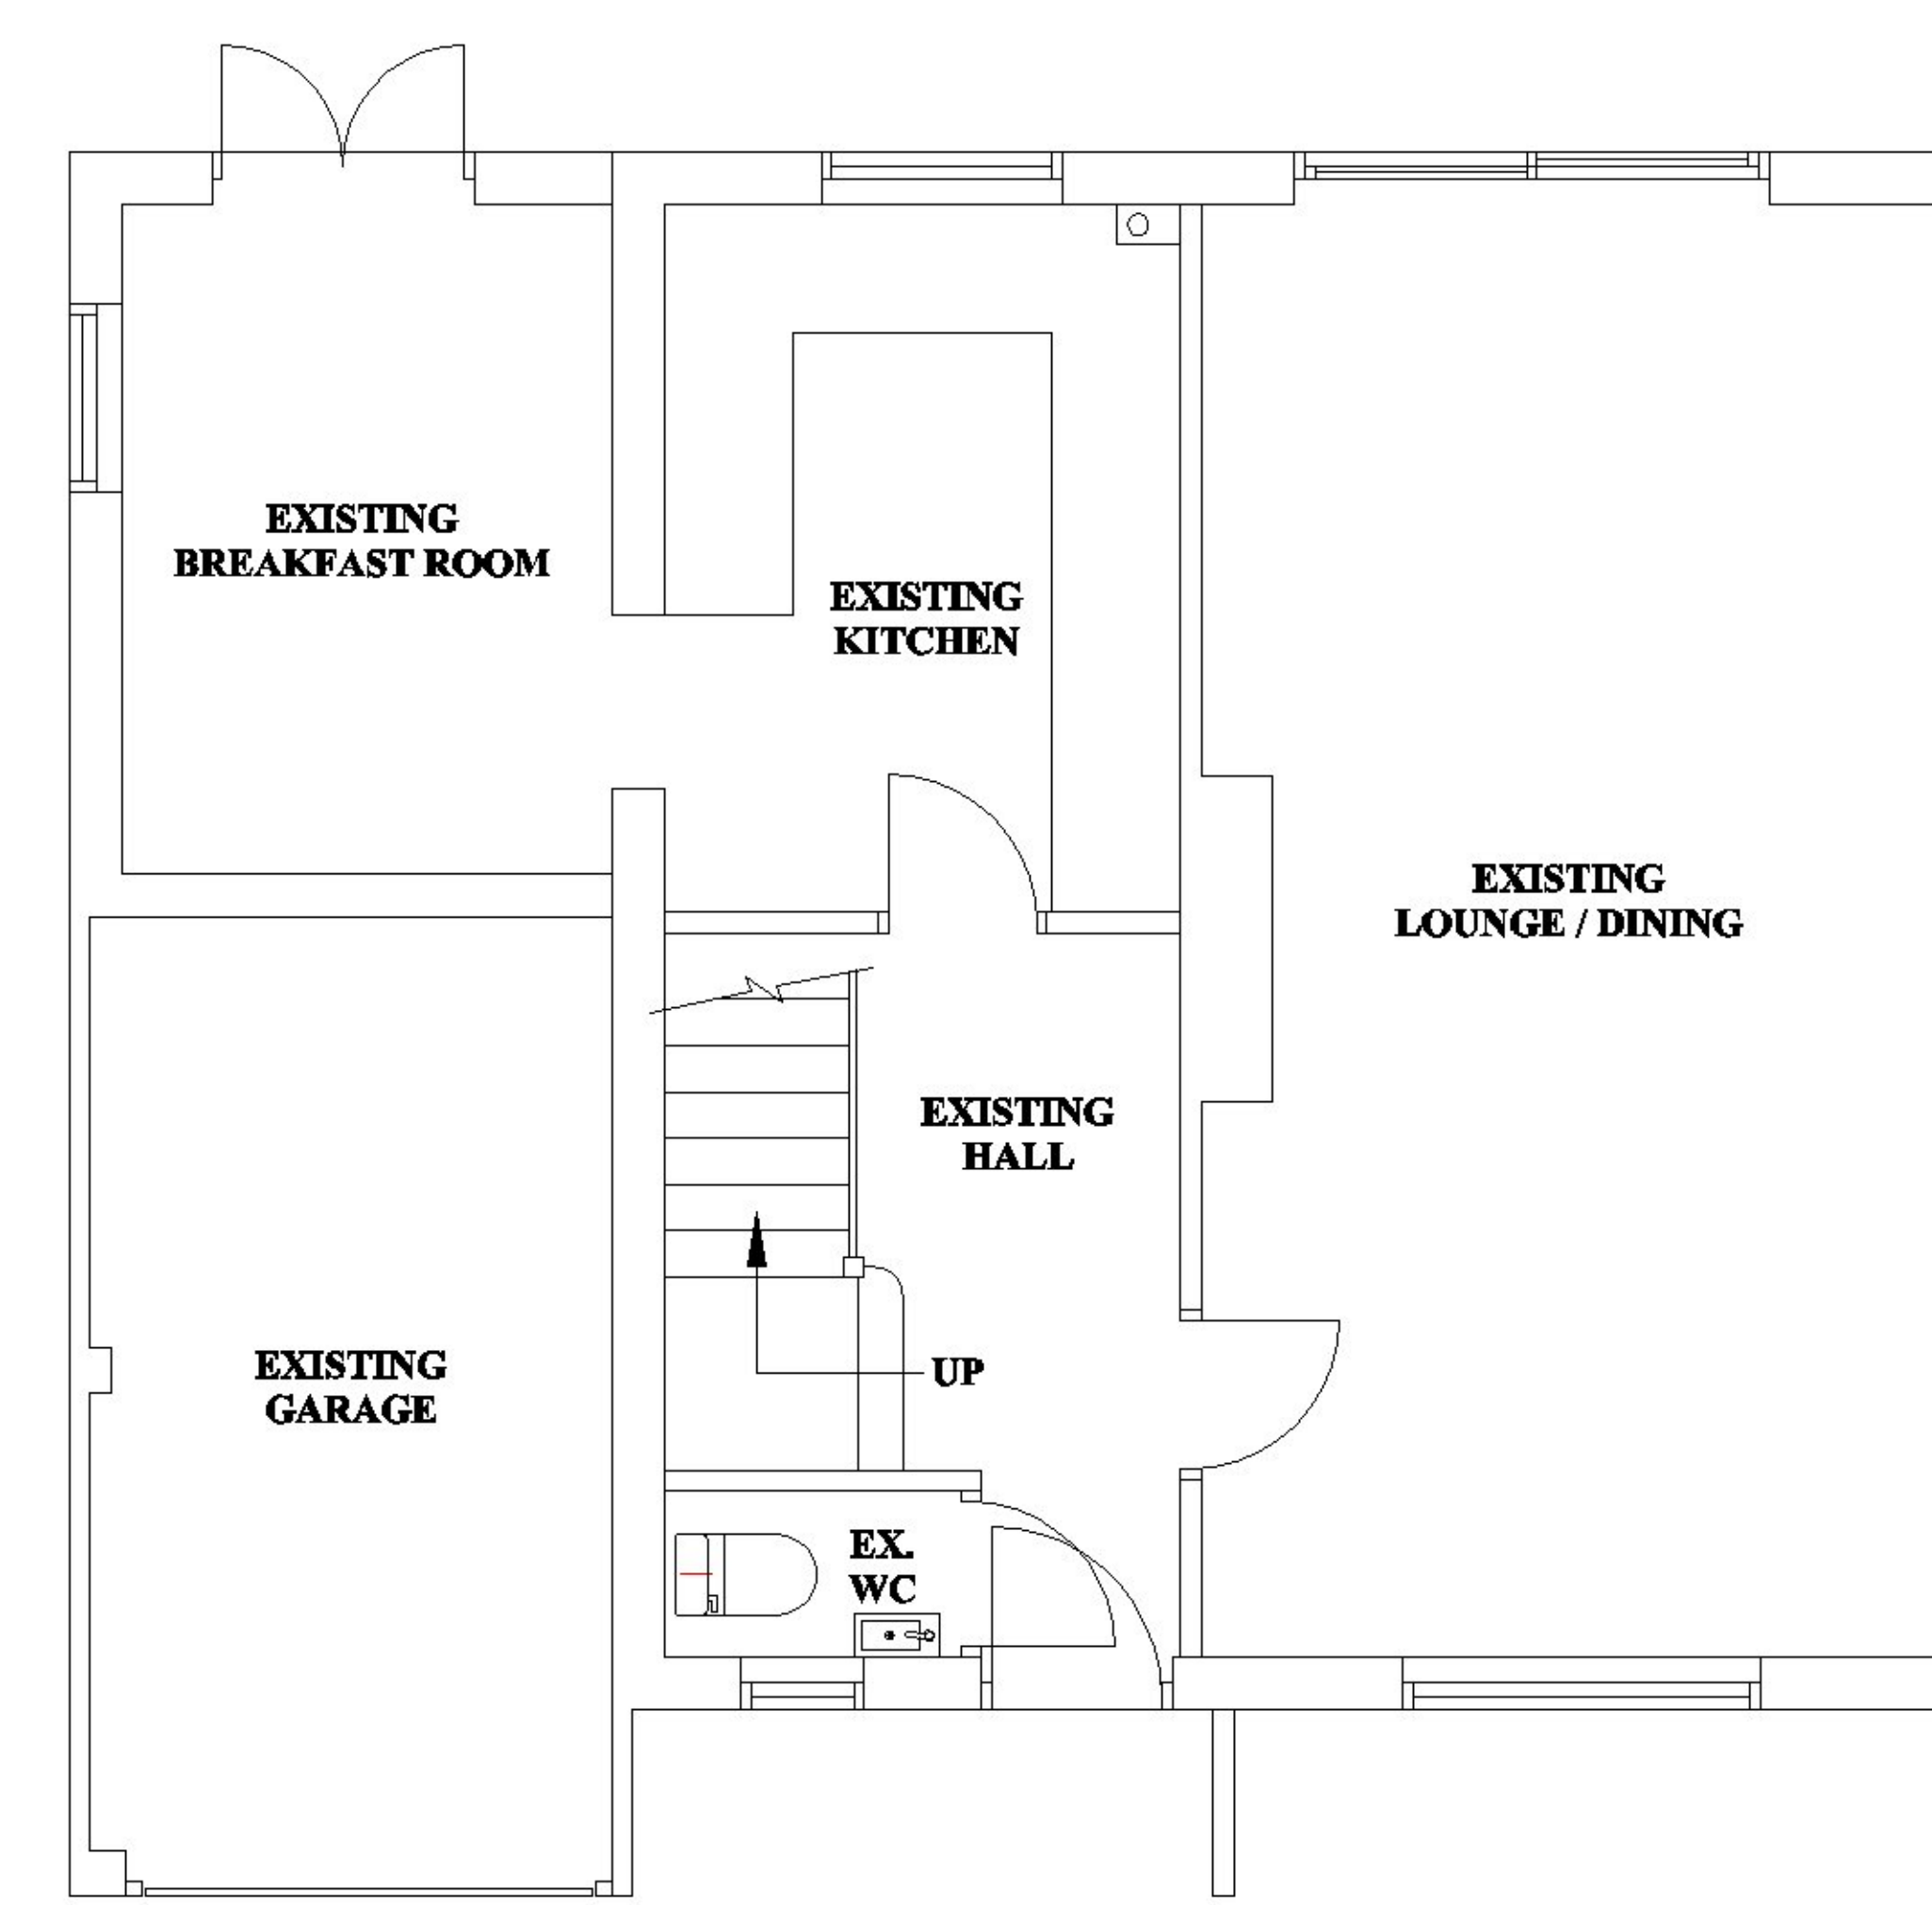 EXISTING
BREAKFAST ROOM
EXISTING
KITCHEN
EXISTING
LOUNGE / DINING
EXISTING
HALL
EXISTING
GARAGE
UP
EX.
WC